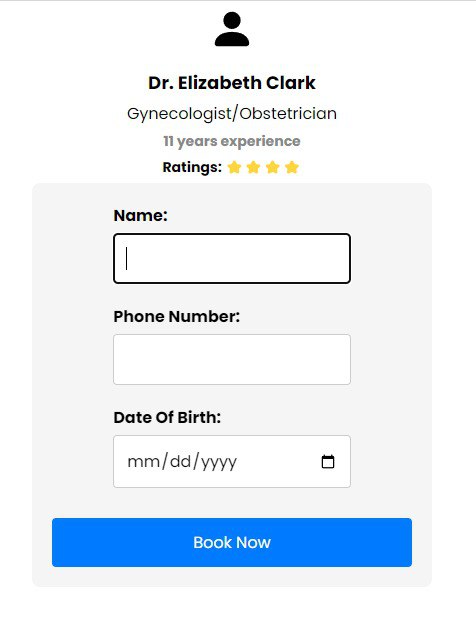 Dr. Elizabeth Clark
Gynecologist/Obstetrician
11 years experience
Ratings:
Name:
Phone Number:
Date Of Birth:
mm/dd/yyyy
Book Now